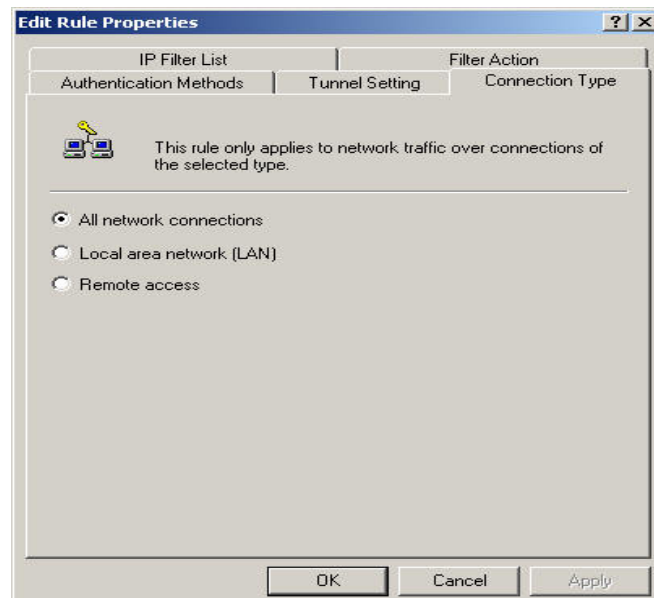 Edit Rule Properties
IP Filter List
Filter Action
Authentication Methods
Tunnel Setting
Connection Type
This rule only applies to network traffic over connections of
the selected type.
All network connections
Local area network (LAN)
Remote access
OK
Cancel
Apply